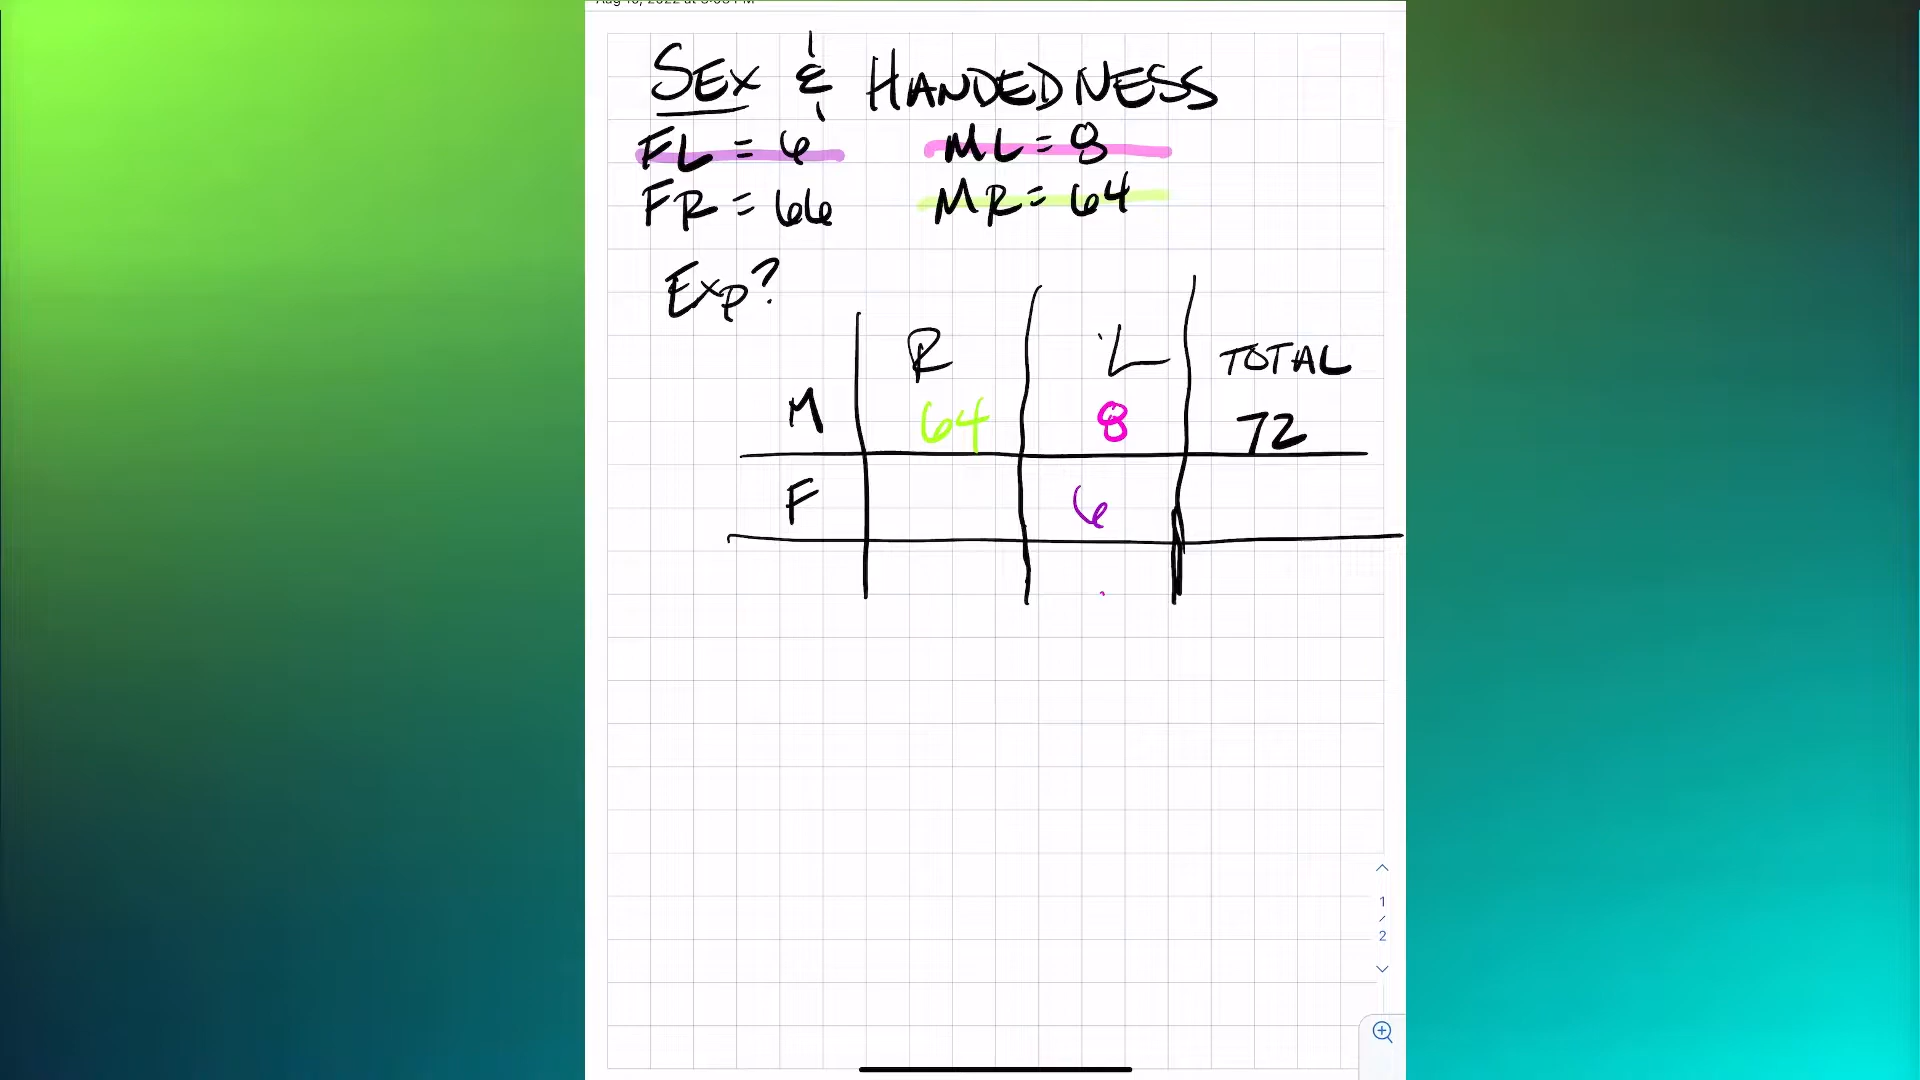 SEX & HANDEDNESS
FL = 6 ML = 8
FR = 66 MR = 64
Exp?
R L TOTAL
M 64 8 72
F 6
1
/
2